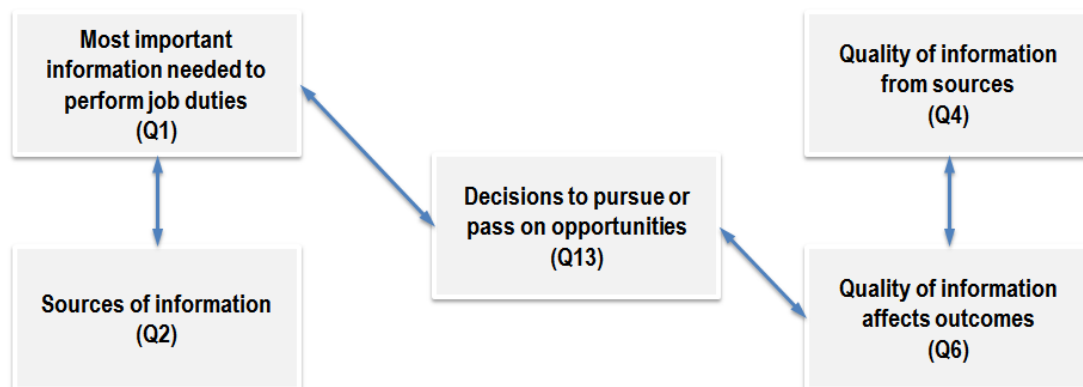 Most important
information needed to
perform job duties
(Q1)
Sources of information
(Q2)
Decisions to pursue or
pass on opportunities
(Q13)
Quality of information
from sources
(Q4)
Quality of information
affects outcomes
(Q6)